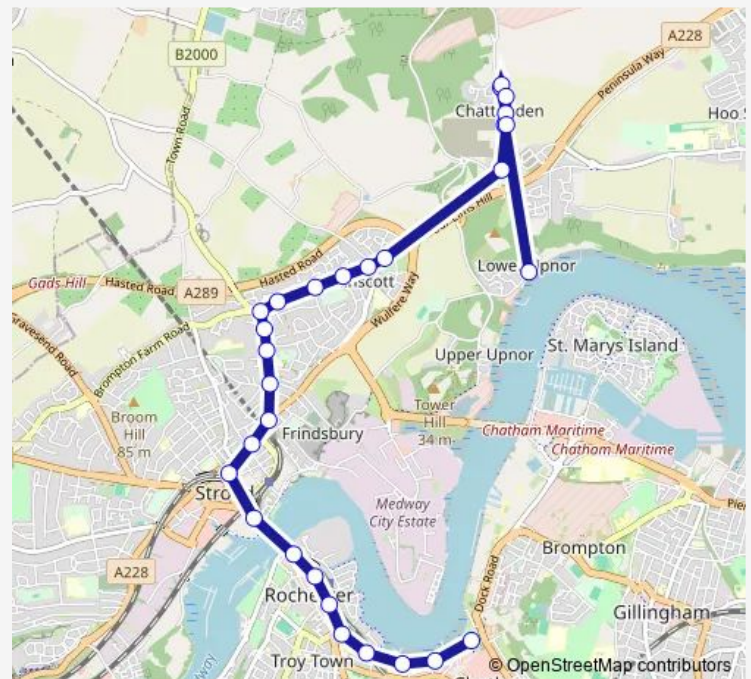 A228
B2000
Peninsula Way
Town Road
Hoo
Lower Upnor
Hasted Road
Gads Hill
Hasted Road
A289
Wulfere Way
Gravesend Road
Brompton Farm Road
Upper Upnor
St. Marys Island
Broom
Hill
85 m
Tower
Hill
34 m
Frindsbury
Chatham Maritime
Chatham Maritime
Medway
City Estate
Brompton
A228
Dock Road
Gillingham
Troy Town
© OpenStreetMap contributors